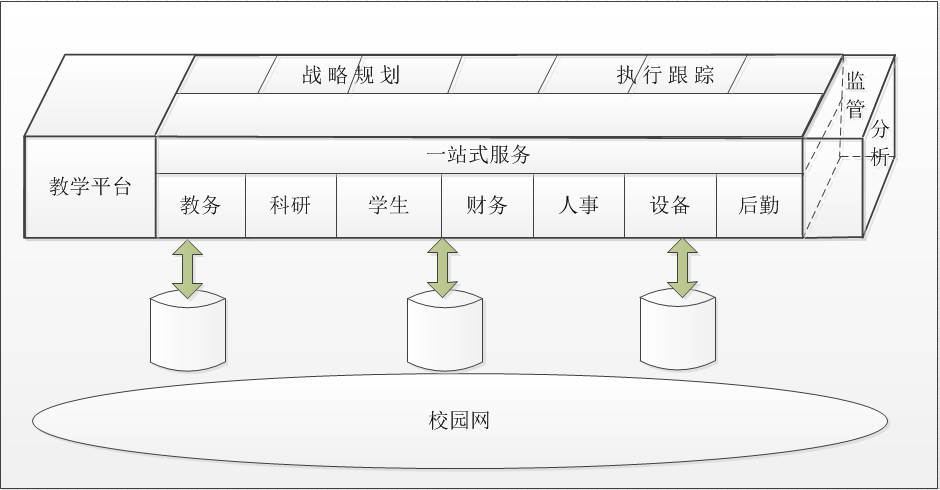 战略规划
执行跟踪
监管
分析
一站式服务
教学平台
教务
科研
学生
财务
人事
设备
后勤
校园网